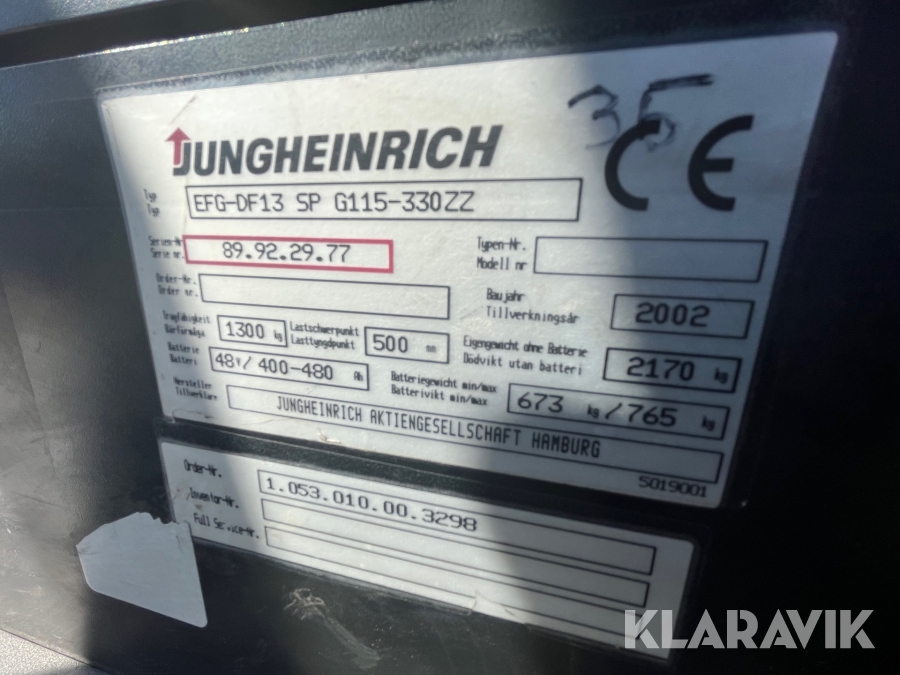 35
JUNGHEINRICH
CE
Typ
Typ
EFG-DF13 SP G115-330ZZ
Serien-Nr.
Serie nr.
89.92.29.77
Typen-Nr.
Modell nr
Order-Nr.
Order nr.
Baujahr
Tillverkningsår
2002
Tragfähigkeit
Bärförmåga
1300 kg
Lastschwerpunkt
Lasttyngdpunkt
500 mm
Eigengewicht ohne Batterie
Dödvikt utan batteri
2170 kg
Batterie
Batteri
48V/ 400-480 Ah
Batteriegewicht min/max
Batterivikt min/max
673 kg/765 kg
Hersteller
Tillverkare
JUNGHEINRICH AKTIENGESELLSCHAFT HAMBURG
5019001
Order-Nr.
1.053.010.00.3298
Inventar-Nr.
Full Service-Nr.
KLARAVIK